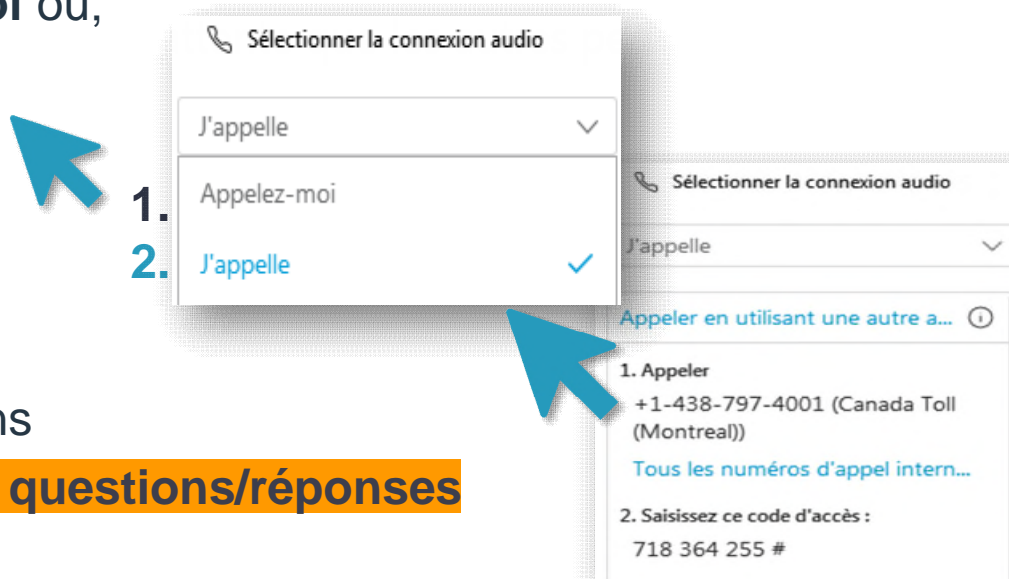 oi ou,
Sélectionner la connexion audio
J'appelle
1. Appelez-moi
2. J'appelle
Sélectionner la connexion audio
J'appelle
Appeler en utilisant une autre a...
1. Appeler
+1-438-797-4001 (Canada Toll
(Montreal))
Tous les numéros d'appel intern...
2. Saisissez ce code d'accès :
718 364 255 #
ns
questions/réponses